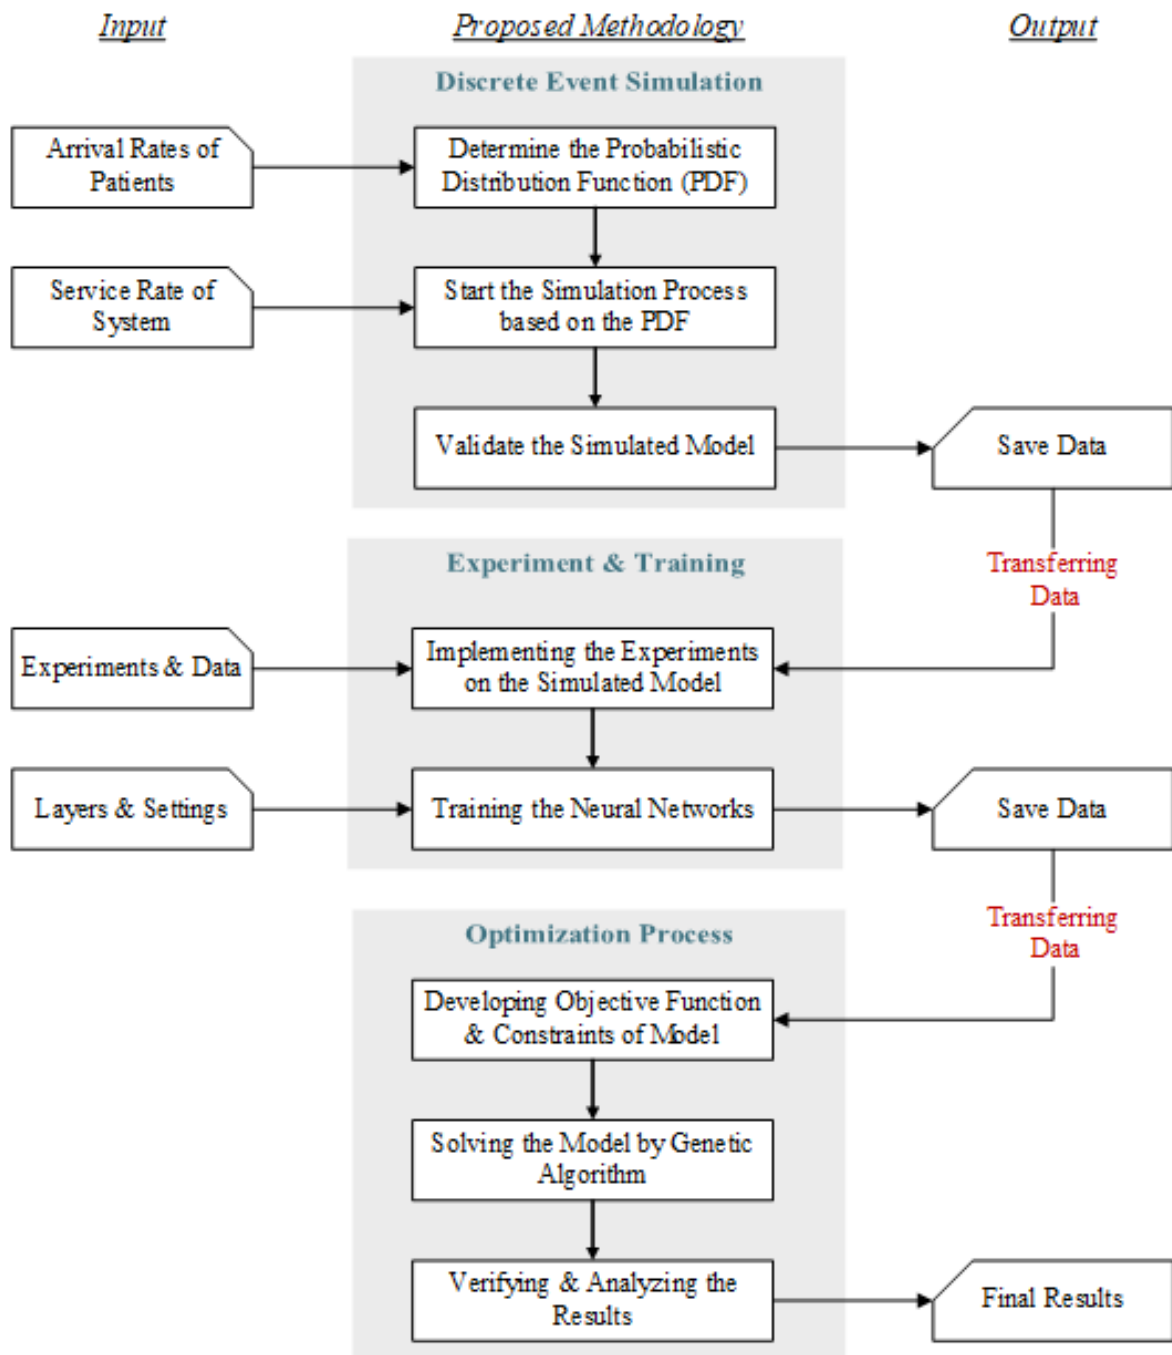 Input
Proposed Methodology
Output
Discrete Event Simulation
Arrival Rates of
Patients
Determine the Probabilistic
Distribution Function (PDF)
Service Rate of
System
Start the Simulation Process
based on the PDF
Validate the Simulated Model
Save Data
Transferring
Data
Experiment & Training
Experiments & Data
Implementing the Experiments
on the Simulated Model
Layers & Settings
Training the Neural Networks
Save Data
Transferring
Data
Optimization Process
Developing Objective Function
& Constraints of Model
Solving the Model by Genetic
Algorithm
Verifying & Analyzing the
Results
Final Results